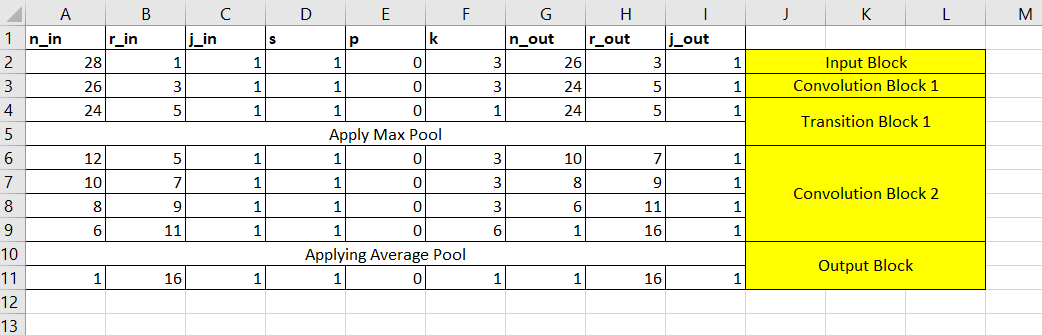 A B C D E F G H I J K L M
1 n_in r_in j_in s p k n_out r_out j_out
2 28 1 1 1 0 3 26 3 1 Input Block
3 26 3 1 1 0 3 24 5 1 Convolution Block 1
4 24 5 1 1 0 1 24 5 1
Transition Block 1
5 Apply Max Pool
6 12 5 1 1 0 3 10 7 1
7 10 7 1 1 0 3 8 9 1
Convolution Block 2
8 8 9 1 1 0 3 6 11 1
9 6 11 1 1 0 6 1 16 1
10 Applying Average Pool
Output Block
11 1 16 1 1 0 1 1 16 1
12
13